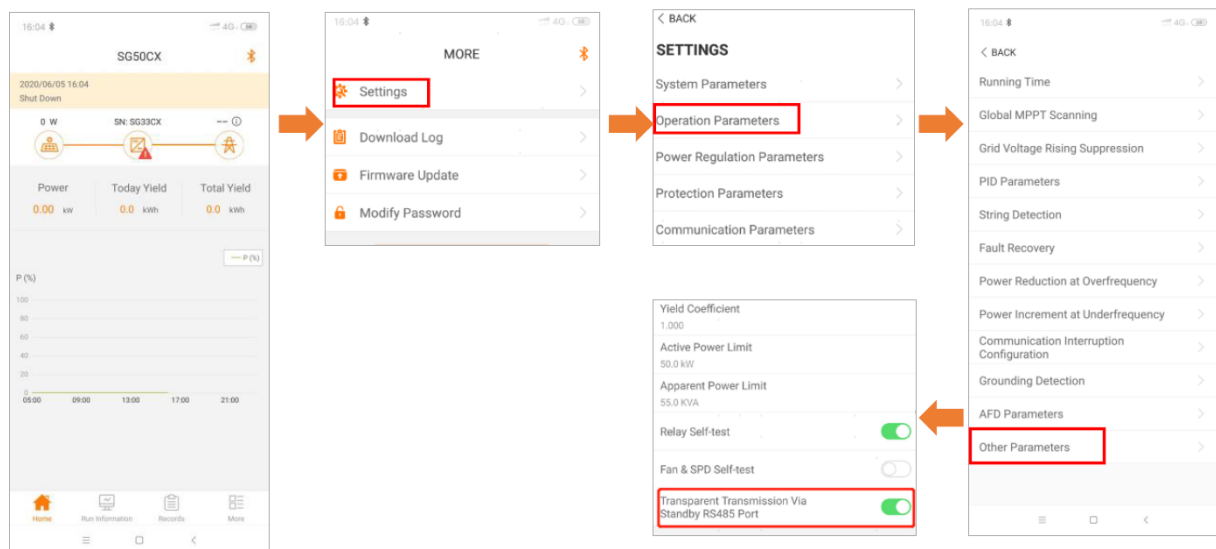 16:04
4G
SG50CX
2020/06/05 16:04
Shut Down
0 W
SN: SG33CX
--
Power
Today Yield
Total Yield
0.00 kW
0.0 kWh
0.0 kWh
P (%)
P (%)
100
80
60
40
20
0
05:00 09:00 13:00 17:00 21:00
Home
Run Information
Records
More
16:04
4G
MORE
Settings
Download Log
Firmware Update
Modify Password
< BACK
SETTINGS
System Parameters
Operation Parameters
Power Regulation Parameters
Protection Parameters
Communication Parameters
16:04
4G
< BACK
Running Time
Global MPPT Scanning
Grid Voltage Rising Suppression
PID Parameters
String Detection
Fault Recovery
Power Reduction at Overfrequency
Power Increment at Underfrequency
Communication Interruption
Configuration
Grounding Detection
AFD Parameters
Other Parameters
Yield Coefficient
1.000
Active Power Limit
50.0 kW
Apparent Power Limit
55.0 KVA
Relay Self-test
Fan & SPD Self-test
Transparent Transmission Via
Standby RS485 Port